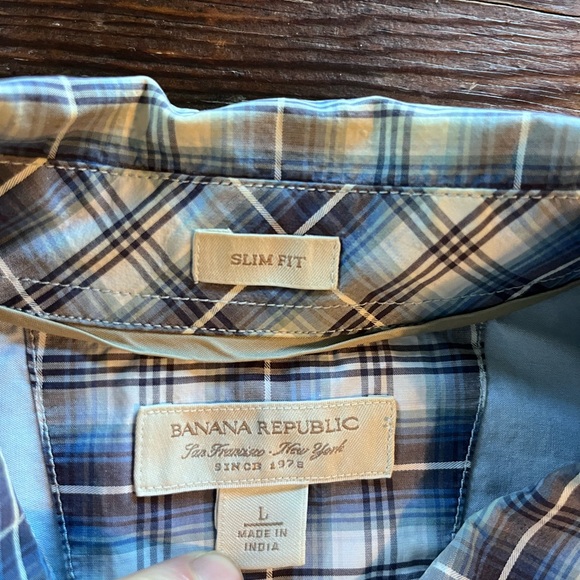 SLIM FIT
BANANA REPUBLIC
San Francisco · New York
SINCE 1978
L
MADE IN
INDIA